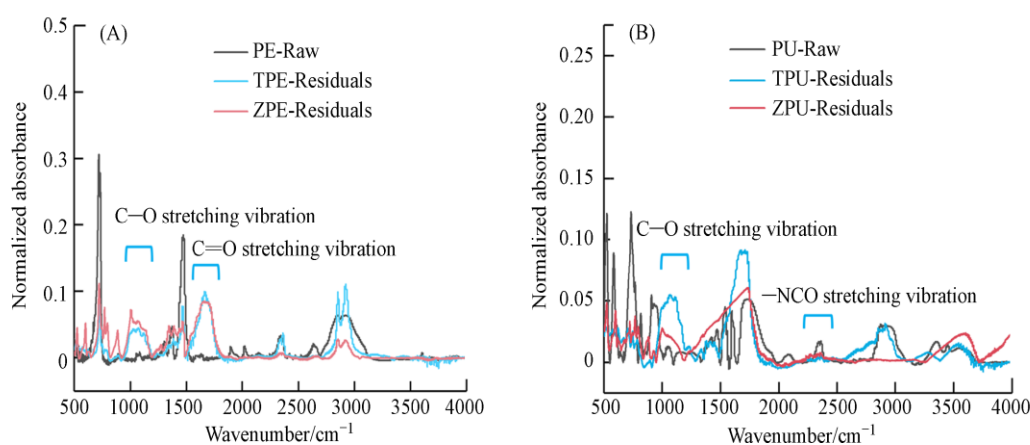 (A)
PE-Raw
TPE-Residuals
ZPE-Residuals
C−O stretching vibration
C=O stretching vibration
Normalized absorbance
0.5
0.4
0.3
0.2
0.1
0
500 1000 1500 2000 2500 3000 3500 4000
Wavenumber/cm⁻¹
(B)
PU-Raw
TPU-Residuals
ZPU-Residuals
C−O stretching vibration
−NCO stretching vibration
Normalized absorbance
0.25
0.20
0.15
0.10
0.05
0
500 1000 1500 2000 2500 3000 3500 4000
Wavenumber/cm⁻¹